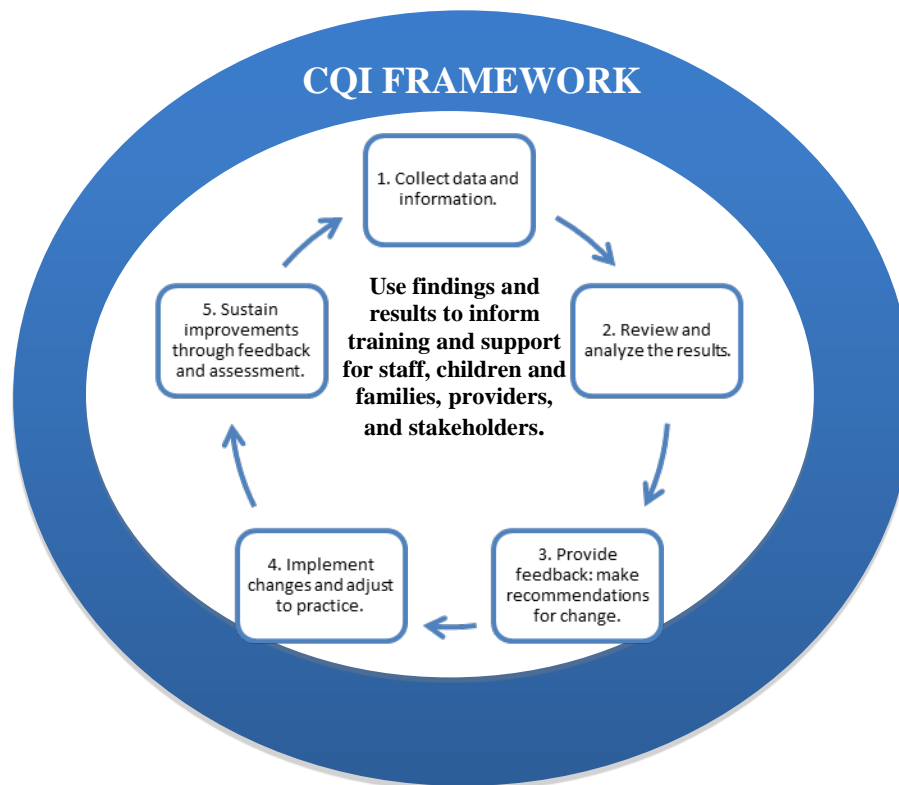 CQI FRAMEWORK
1. Collect data and
information.
Use findings and
results to inform
training and support
for staff, children and
families, providers,
and stakeholders.
2. Review and
analyze the results.
3. Provide
feedback: make
recommendations
for change.
4. Implement
changes and adjust
to practice.
5. Sustain
improvements
through feedback
and assessment.